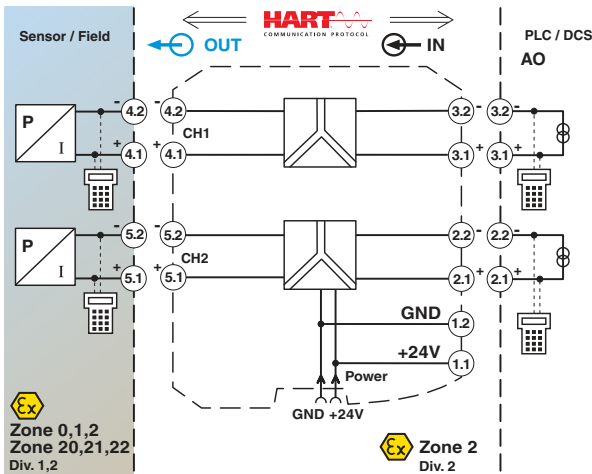 Sensor / Field
OUT
HART
COMMUNICATION PROTOCOL
IN
PLC / DCS
AO
P
I
- 4.2 - 4.2
CH1
3.2 - 3.2 -
+ 4.1 + 4.1
3.1 + 3.1 +
P
I
- 5.2 - 5.2
CH2
2.2 - 2.2 -
+ 5.1 + 5.1
2.1 + 2.1 +
GND
1.2
+24V
1.1
Power
GND +24V
Ex
Zone 0,1,2
Zone 20,21,22
Div. 1,2
Ex
Zone 2
Div. 2